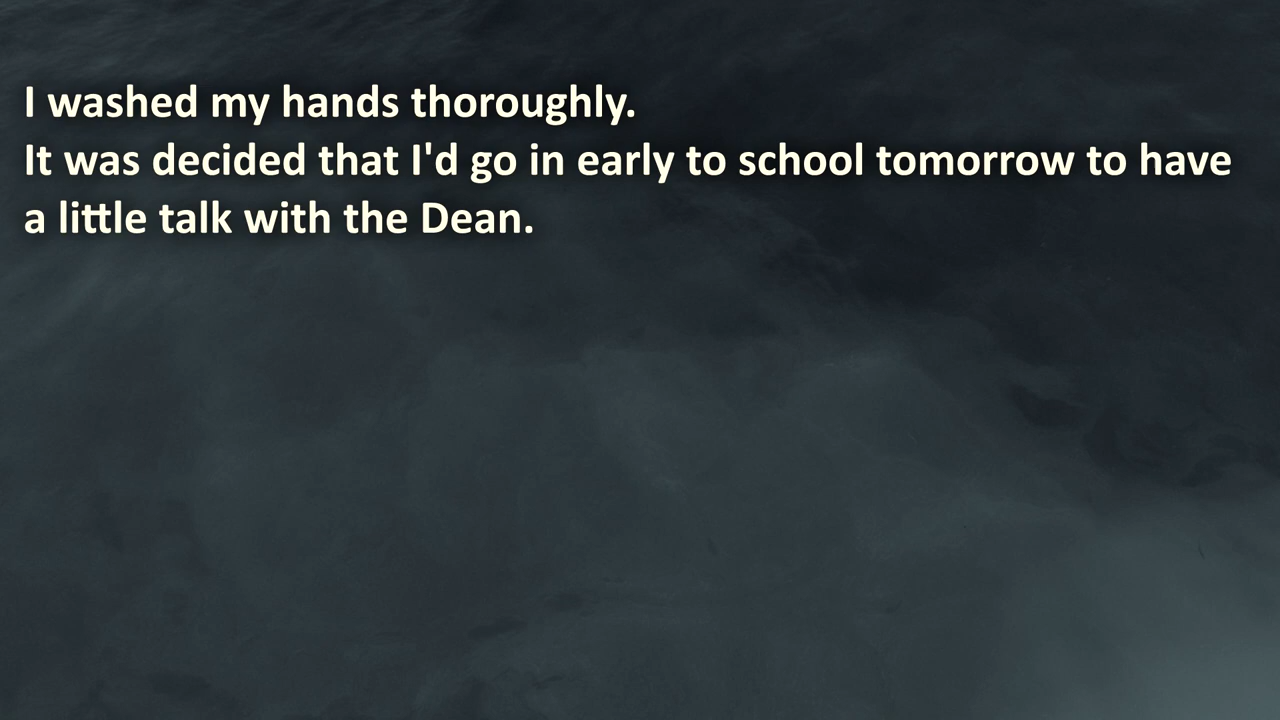 I washed my hands thoroughly.
It was decided that I'd go in early to school tomorrow to have
a little talk with the Dean.